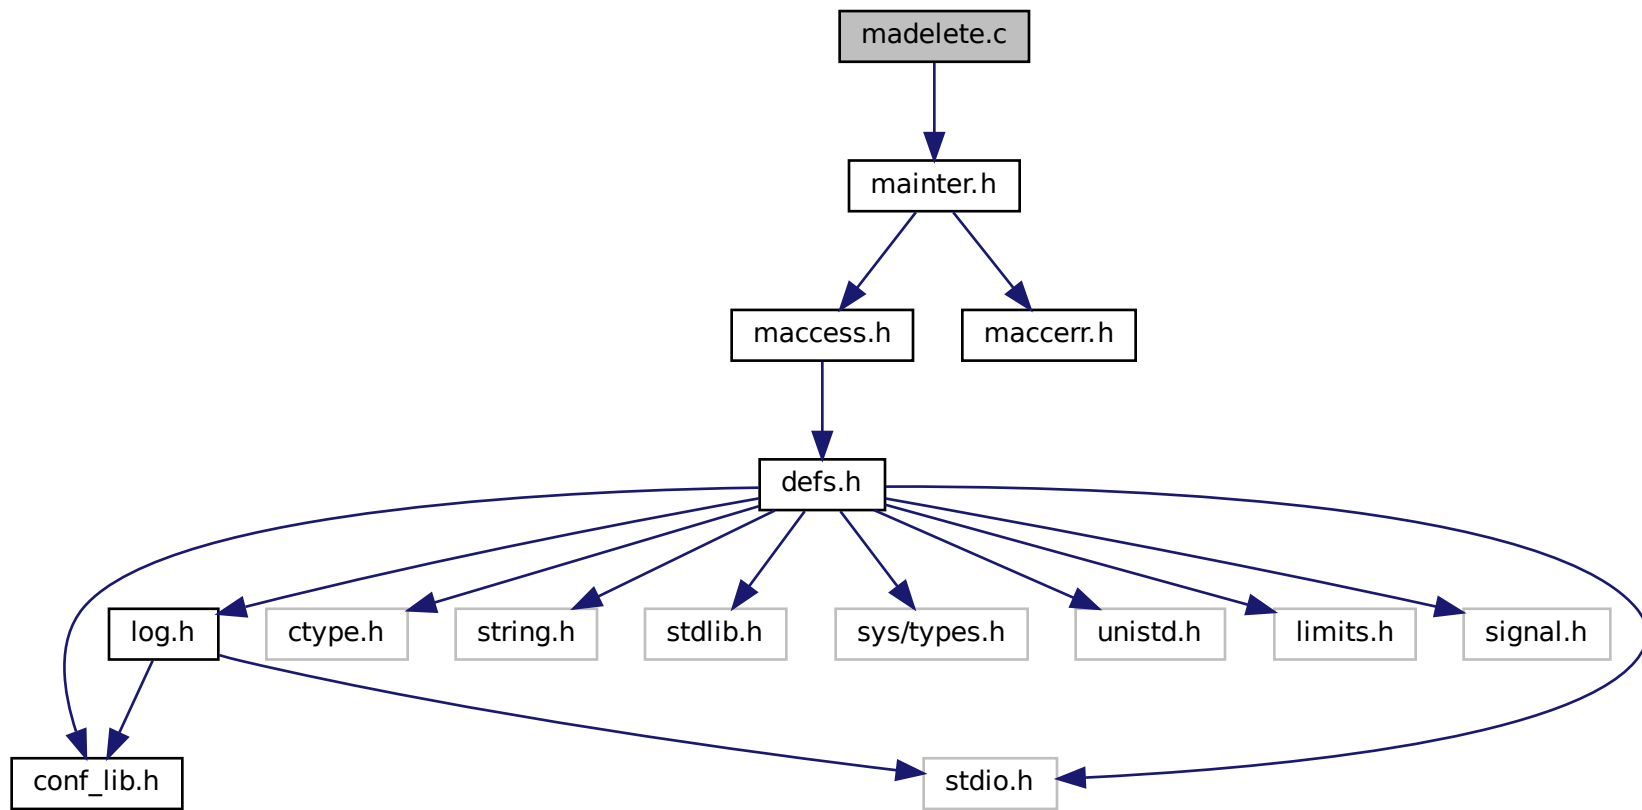 madelete.c
mainter.h
maccess.h
maccerr.h
defs.h
log.h
ctype.h
string.h
stdlib.h
sys/types.h
unistd.h
limits.h
signal.h
conf_lib.h
stdio.h